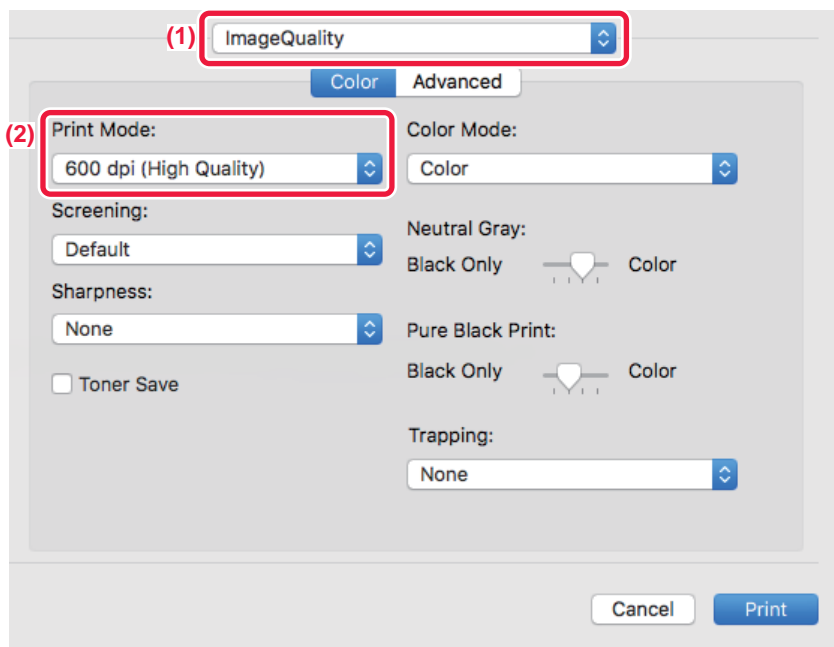 (1) ImageQuality
Color Advanced
(2) Print Mode:
600 dpi (High Quality)
Screening:
Default
Sharpness:
None
Toner Save
Color Mode:
Color
Neutral Gray:
Black Only Color
Pure Black Print:
Black Only Color
Trapping:
None
Cancel Print